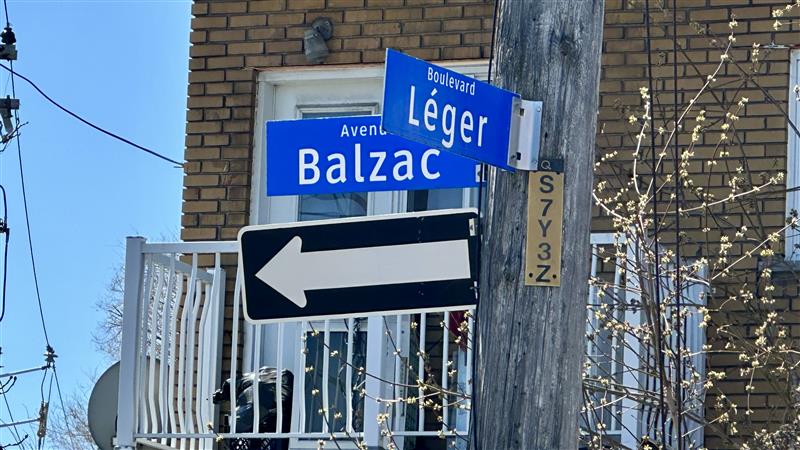 Boulevard
Léger
Avenue
Balzac
Q
S7Y3Z